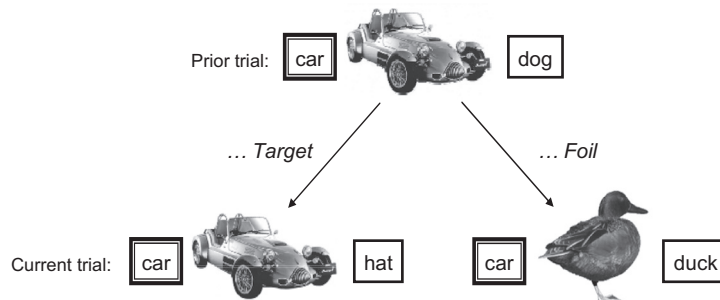 Prior trial: car dog
… Target … Foil
Current trial: car hat car duck